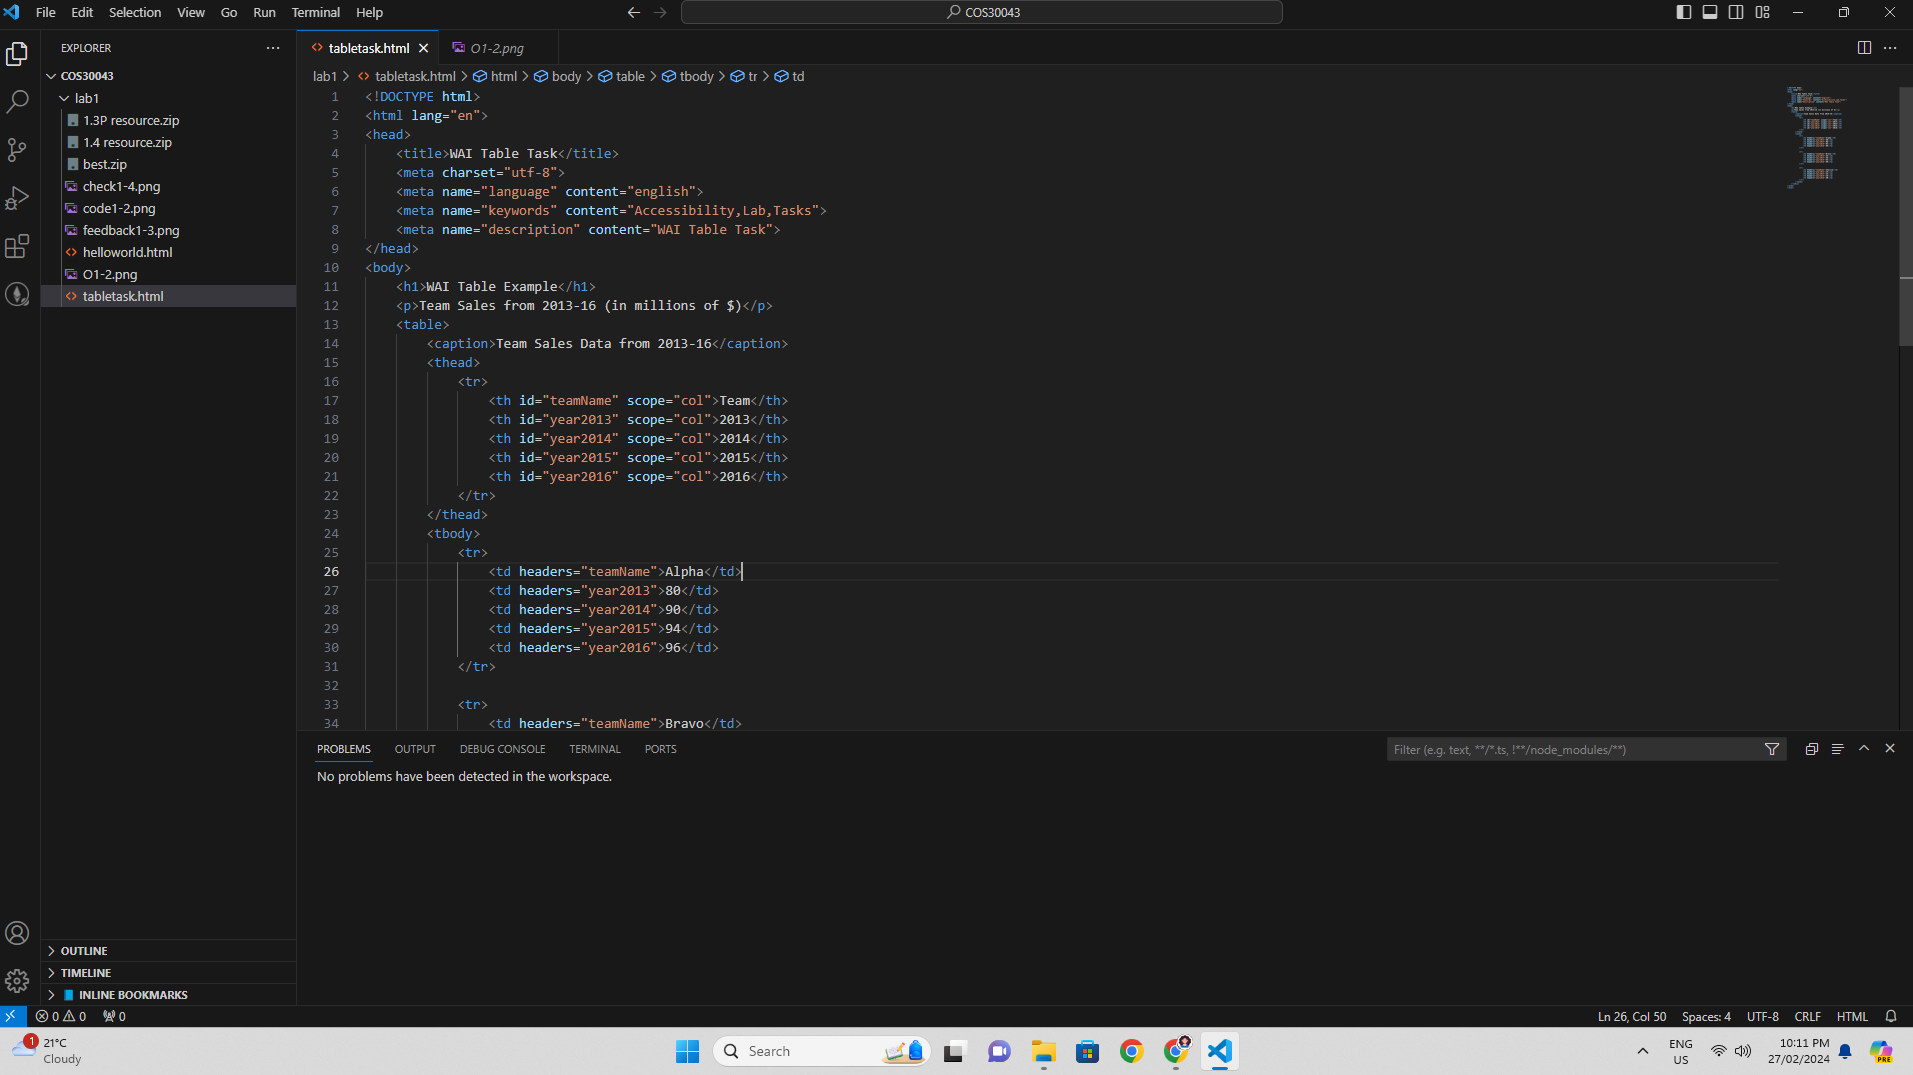 File Edit Selection View Go Run Terminal Help
COS30043
EXPLORER
COS30043
lab1
1.3P resource.zip
1.4 resource.zip
best.zip
check1-4.png
code1-2.png
feedback1-3.png
helloworld.html
O1-2.png
tabletask.html
OUTLINE
TIMELINE
INLINE BOOKMARKS
tabletask.html O1-2.png
lab1 > tabletask.html > html > body > table > tbody > tr > td
1 <!DOCTYPE html>
2 <html lang="en">
3 <head>
4 <title>WAI Table Task</title>
5 <meta charset="utf-8">
6 <meta name="language" content="english">
7 <meta name="keywords" content="Accessibility,Lab,Tasks">
8 <meta name="description" content="WAI Table Task">
9 </head>
10 <body>
11 <h1>WAI Table Example</h1>
12 <p>Team Sales from 2013-16 (in millions of $)</p>
13 <table>
14 <caption>Team Sales Data from 2013-16</caption>
15 <thead>
16 <tr>
17 <th id="teamName" scope="col">Team</th>
18 <th id="year2013" scope="col">2013</th>
19 <th id="year2014" scope="col">2014</th>
20 <th id="year2015" scope="col">2015</th>
21 <th id="year2016" scope="col">2016</th>
22 </tr>
23 </thead>
24 <tbody>
25 <tr>
26 <td headers="teamName">Alpha</td>
27 <td headers="year2013">80</td>
28 <td headers="year2014">90</td>
29 <td headers="year2015">94</td>
30 <td headers="year2016">96</td>
31 </tr>
32
33 <tr>
34 <td headers="teamName">Bravo</td>
PROBLEMS OUTPUT DEBUG CONSOLE TERMINAL PORTS
Filter (e.g. text, **/*.ts, !**/node_modules/**)
No problems have been detected in the workspace.
0 0 0
Ln 26, Col 50 Spaces: 4 UTF-8 CRLF HTML
1
21°C
Cloudy
Search
ENG
US
10:11 PM
27/02/2024
PRE